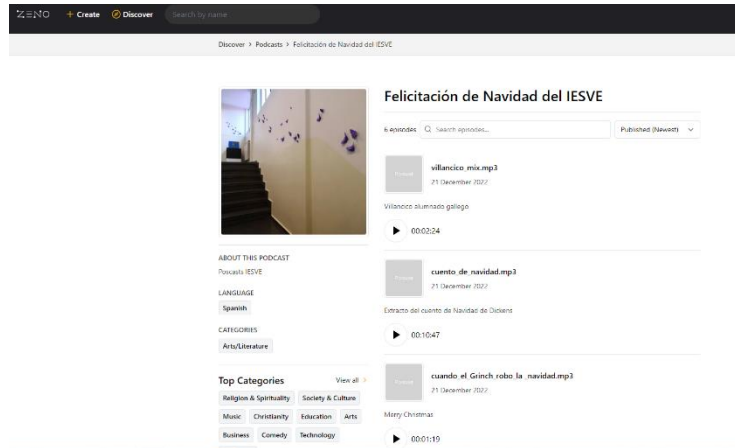 ZENO + Create Discover Search by name
Discover > Podcasts > Felicitación de Navidad del IESVE
Felicitación de Navidad del IESVE
6 episodes Search episodes... Published (Newest)
villancico_mix.mp3
21 December 2022
Villancico alumnado gallego
00:02:24
cuento_de_navidad.mp3
21 December 2022
Extracto del cuento de Navidad de Dickens
00:10:47
cuando_el_Grinch_robo_la_navidad.mp3
21 December 2022
Merry Christmas
00:01:19
ABOUT THIS PODCAST
Poscasts IESVE
LANGUAGE
Spanish
CATEGORIES
Arts/Literature
Top Categories View all >
Religion & Spirituality Society & Culture
Music Christianity Education Arts
Business Comedy Technology